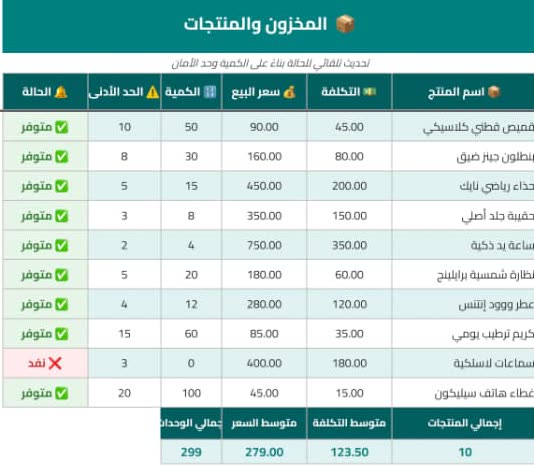 📦 المخزون والمنتجات
تحديث تلقائي للحالة بناءً على الكمية وحد الأمان
📦 اسم المنتج 💵 التكلفة 💰 سعر البيع 🔢 الكمية ⚠️ الحد الأدنى 🔔 الحالة
قميص قطني كلاسيكي 45.00 90.00 50 10 ✅ متوفر
بنطلون جينز ضيق 80.00 160.00 30 8 ✅ متوفر
حذاء رياضي نايك 200.00 450.00 15 5 ✅ متوفر
حقيبة جلد أصلي 150.00 350.00 8 3 ✅ متوفر
ساعة يد ذكية 350.00 750.00 4 2 ✅ متوفر
نظارة شمسية برايلينج 60.00 180.00 20 5 ✅ متوفر
عطر وود إنتنس 120.00 280.00 12 4 ✅ متوفر
كريم ترطيب يومي 35.00 85.00 60 15 ✅ متوفر
سماعات لاسلكية 180.00 400.00 0 3 ❌ نفد
غطاء هاتف سيليكون 15.00 45.00 100 20 ✅ متوفر
إجمالي المنتجات متوسط التكلفة متوسط السعر جمالي الوحدات
10 123.50 279.00 299